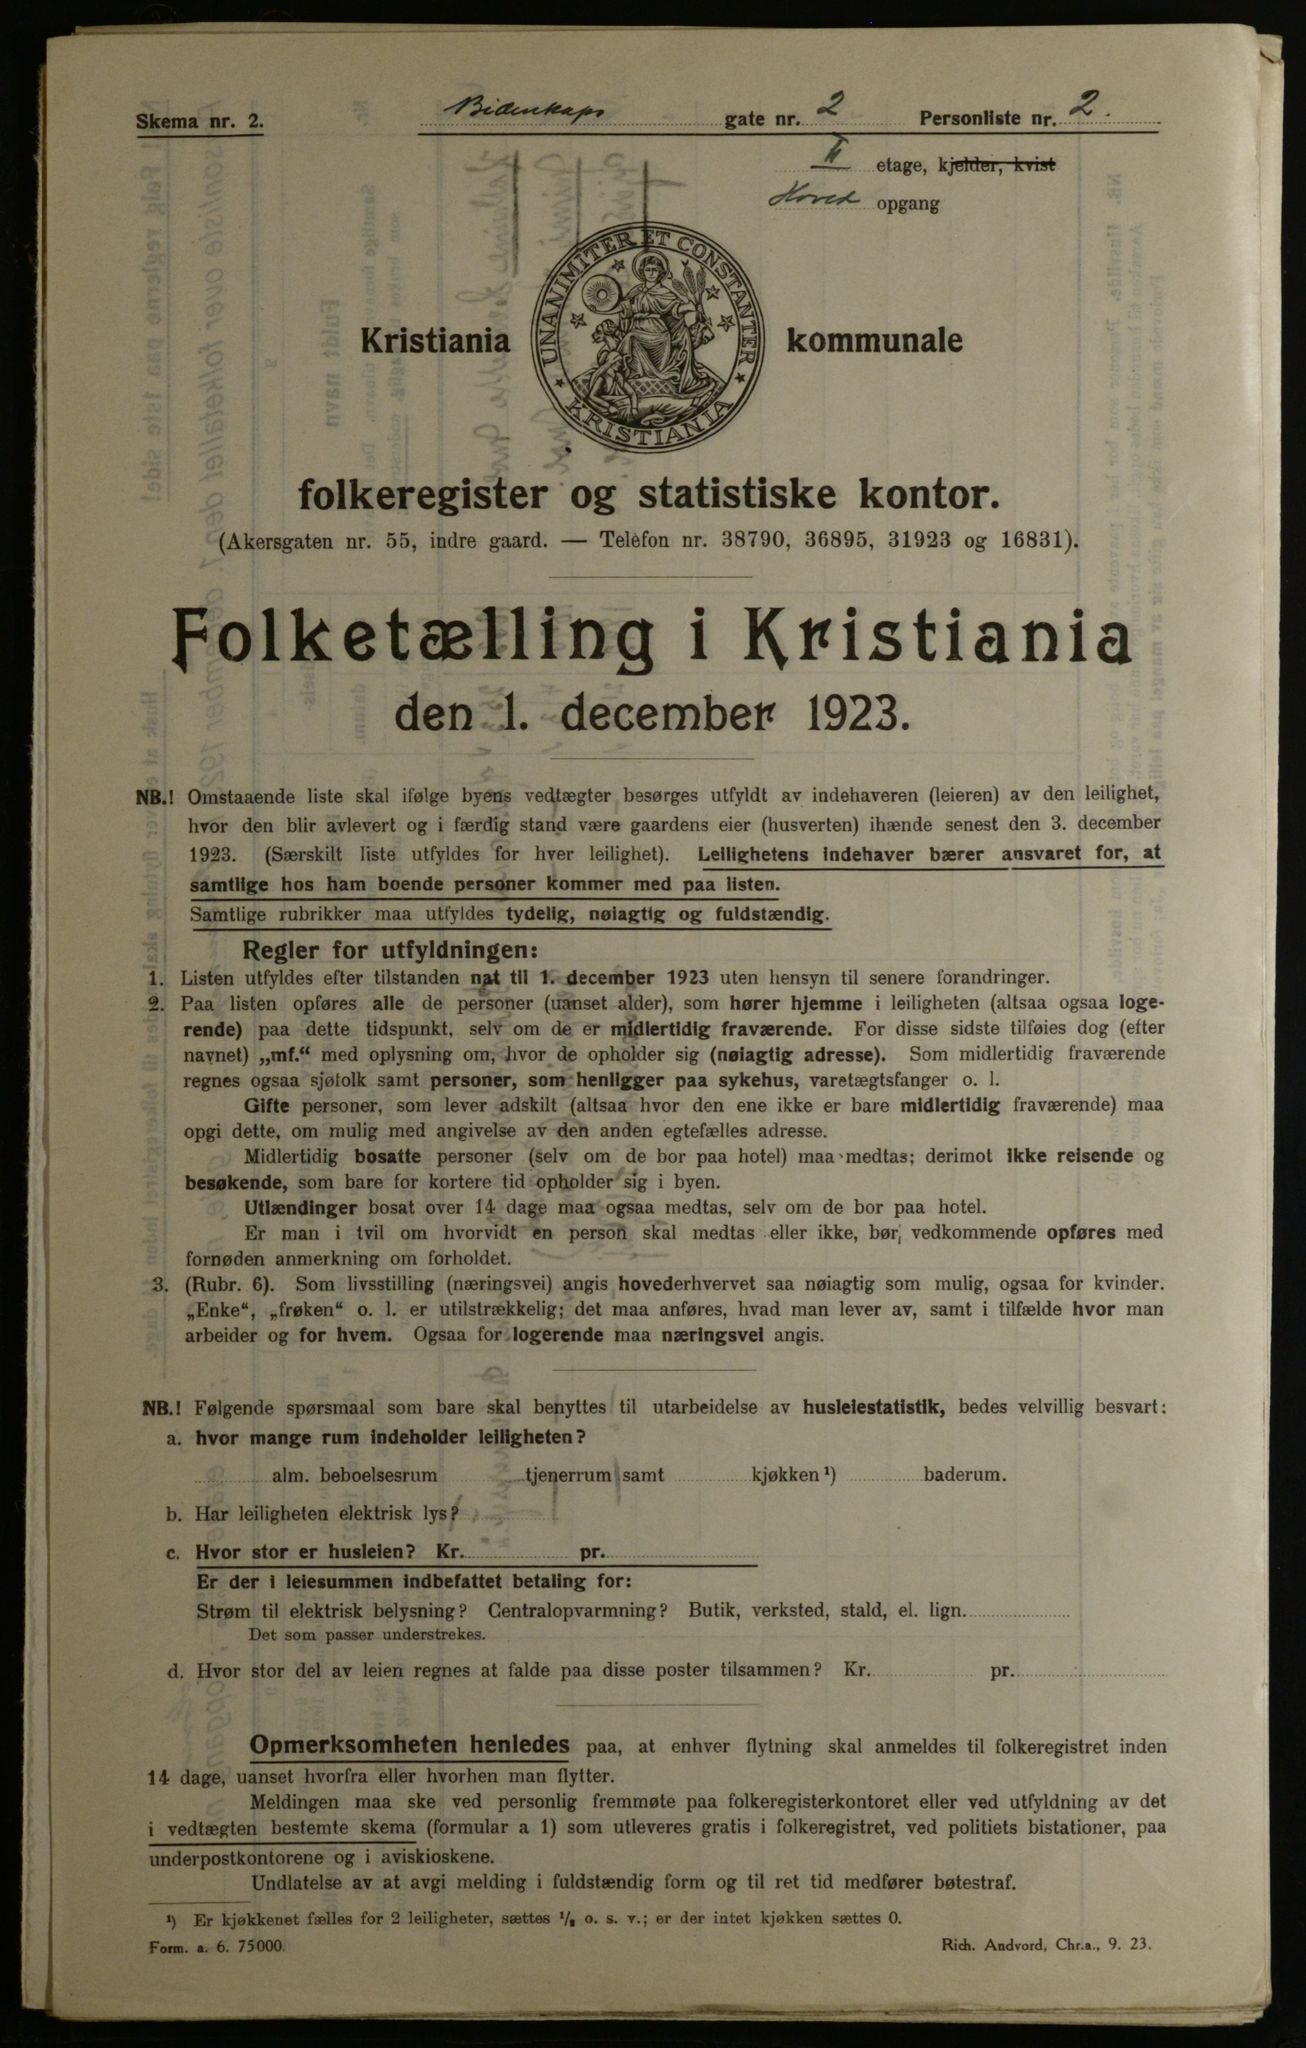 Skema nr. 2. Bidenkaps gate nr. 2 Personliste nr. 2.
II etage, kjelder, kvist
Hoved opgang
UNANIMITER ET CONSTANTER
KRISTIANIA
Kristiania kommunale
folkeregister og statistiske kontor.
(Akersgaten nr. 55, indre gaard. — Telefon nr. 38790, 36895, 31923 og 16831).
Folketælling i Kristiania
den 1. december 1923.
NB.! Omstaaende liste skal ifølge byens vedtægter besørges utfyldt av indehaveren (leieren) av den leilighet,
hvor den blir avlevert og i færdig stand være gaardens eier (husverten) ihænde senest den 3. december
1923. (Særskilt liste utfyldes for hver leilighet). Leilighetens indehaver bærer ansvaret for, at
samtlige hos ham boende personer kommer med paa listen.
Samtlige rubrikker maa utfyldes tydelig, nøiagtig og fuldstændig.
Regler for utfyldningen:
1. Listen utfyldes efter tilstanden nat til 1. december 1923 uten hensyn til senere forandringer.
2. Paa listen opføres alle de personer (uanset alder), som hører hjemme i leiligheten (altsaa ogsaa loge-
rende) paa dette tidspunkt, selv om de er midlertidig fraværende. For disse sidste tilføies dog (efter
navnet) „mf.“ med oplysning om, hvor de opholder sig (nøiagtig adresse). Som midlertidig fraværende
regnes ogsaa sjøfolk samt personer, som henligger paa sykehus, varetægtsfanger o. l.
Gifte personer, som lever adskilt (altsaa hvor den ene ikke er bare midlertidig fraværende) maa
opgi dette, om mulig med angivelse av den anden egtefælles adresse.
Midlertidig bosatte personer (selv om de bor paa hotel) maa medtas; derimot ikke reisende og
besøkende, som bare for kortere tid opholder sig i byen.
Utlændinger bosat over 14 dage maa ogsaa medtas, selv om de bor paa hotel.
Er man i tvil om hvorvidt en person skal medtas eller ikke, bør vedkommende opføres med
fornøden anmerkning om forholdet.
3. (Rubr. 6). Som livsstilling (næringsvei) angis hovederhvervet saa nøiagtig som mulig, ogsaa for kvinder.
„Enke“, „frøken“ o. l. er utilstrækkelig; det maa anføres, hvad man lever av, samt i tilfælde hvor man
arbeider og for hvem. Ogsaa for logerende maa næringsvei angis.
NB.! Følgende spørsmaal som bare skal benyttes til utarbeidelse av husleiestatistik, bedes velvillig besvart:
a. hvor mange rum indeholder leiligheten?
alm. beboelsesrum tjenerrum samt kjøkken ¹) baderum.
b. Har leiligheten elektrisk lys?
c. Hvor stor er husleien? Kr. pr.
Er der i leiesummen indbefattet betaling for:
Strøm til elektrisk belysning? Centralopvarmning? Butik, verksted, stald, el. lign.
Det som passer understrekes.
d. Hvor stor del av leien regnes at falde paa disse poster tilsammen? Kr. pr.
Opmerksomheten henledes paa, at enhver flytning skal anmeldes til folkeregistret inden
14 dage, uanset hvorfra eller hvorhen man flytter.
Meldingen maa ske ved personlig fremmøte paa folkeregisterkontoret eller ved utfyldning av det
i vedtægten bestemte skema (formular a 1) som utleveres gratis i folkeregistret, ved politiets bistationer, paa
underpostkontorene og i aviskioskene.
Undlatelse av at avgi melding i fuldstændig form og til ret tid medfører bøtestraf.
¹) Er kjøkkenet fælles for 2 leiligheter, sættes ½ o. s. v.; er der intet kjøkken sættes 0.
Form. a. 6. 75000. Rich. Andvord, Chr.a., 9. 23.